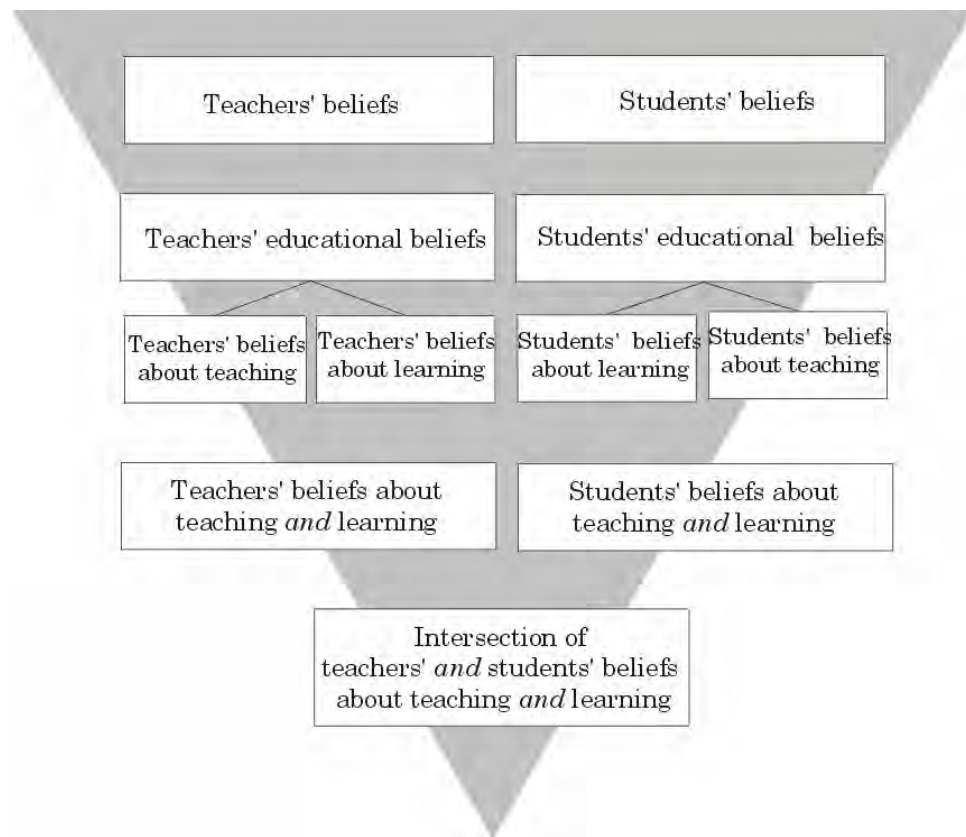 Teachers' beliefs
Students' beliefs
Teachers' educational beliefs
Students' educational beliefs
Teachers' beliefs
about teaching
Teachers' beliefs
about learning
Students' beliefs
about learning
Students' beliefs
about teaching
Teachers' beliefs about
teaching and learning
Students' beliefs about
teaching and learning
Intersection of
teachers' and students' beliefs
about teaching and learning